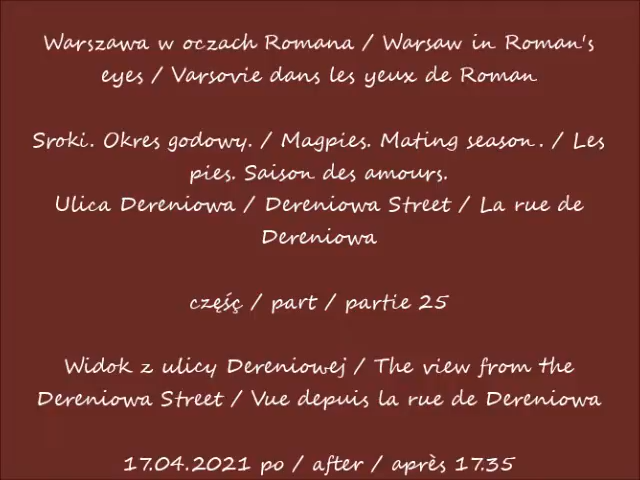 Warszawa w oczach Romana / Warsaw in Roman's
eyes / Varsovie dans les yeux de Roman
Sroki. Okres godowy. / Magpies. Mating season. / Les
pies. Saison des amours.
Ulica Dereniowa / Dereniowa Street / La rue de
Dereniowa
częśç / part / partie 25
Widok z ulicy Dereniowej / The view from the
Dereniowa Street / Vue depuis la rue de Dereniowa
17.04.2021 po / after / après 17.35